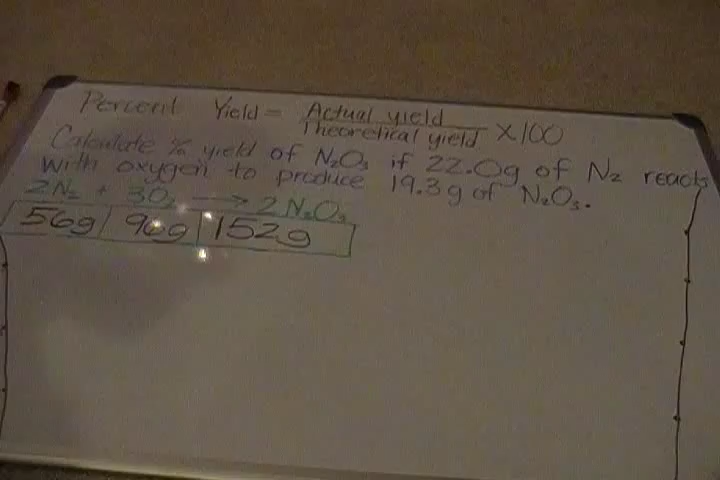 Percent Yield = Actual yield / Theoretical yield X100
Calculate % yield of N₂O₃ if 22.0g of N₂ reacts
with oxygen to produce 19.3g of N₂O₃.
2N₂ + 3O₂ → 2N₂O₃
56g 96g 152g